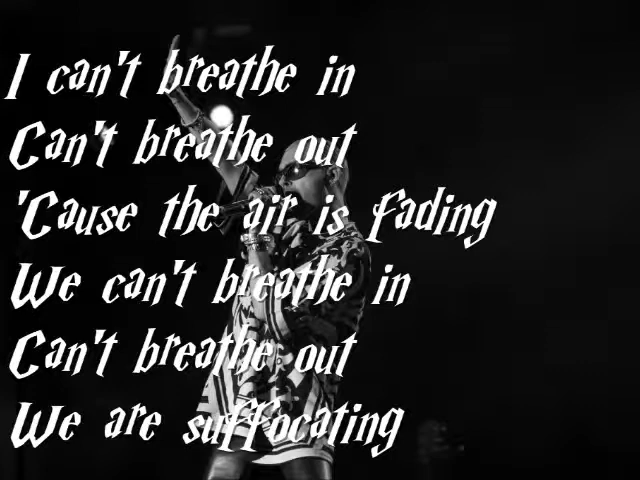 I can't breathe in
Can't breathe out
'Cause the air is fading
We can't breathe in
Can't breathe out
We are suffocating